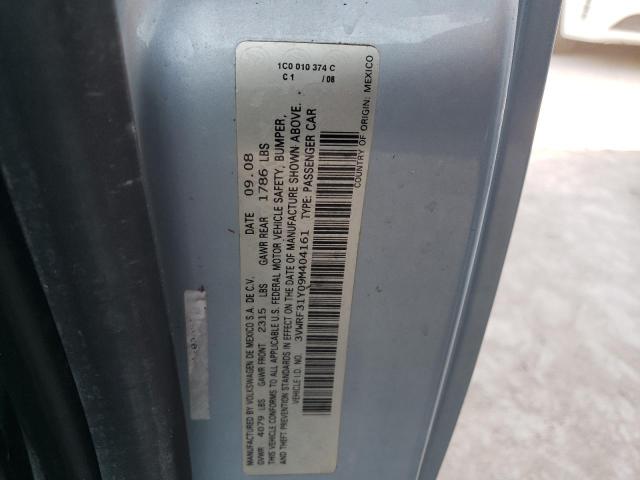 1C0 010 374 C
C 1 / 08
MANUFACTURED BY VOLKSWAGEN DE MEXICO S.A. DE C.V. DATE 09.08
GVWR 4079 LBS GAWR FRONT 2315 LBS GAWR REAR 1786 LBS
THIS VEHICLE CONFORMS TO ALL APPLICABLE U.S. FEDERAL MOTOR VEHICLE SAFETY, BUMPER,
AND THEFT PREVENTION STANDARDS IN EFFECT ON THE DATE OF MANUFACTURE SHOWN ABOVE.
VEHICLE I.D. NO. 3VWRF31Y09M404161 TYPE: PASSENGER CAR
COUNTRY OF ORIGIN: MEXICO